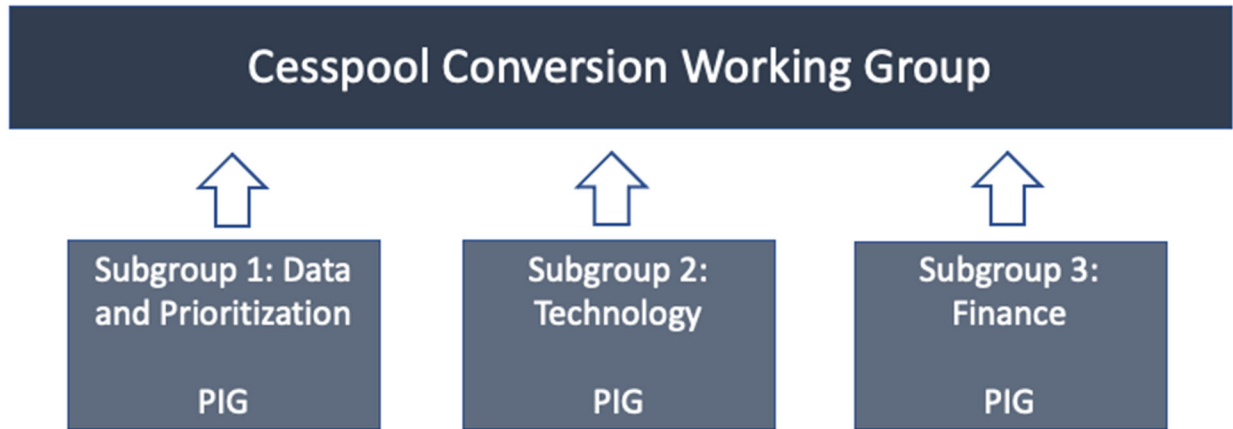 Cesspool Conversion Working Group
Subgroup 1: Data
and Prioritization
PIG
Subgroup 2:
Technology
PIG
Subgroup 3:
Finance
PIG